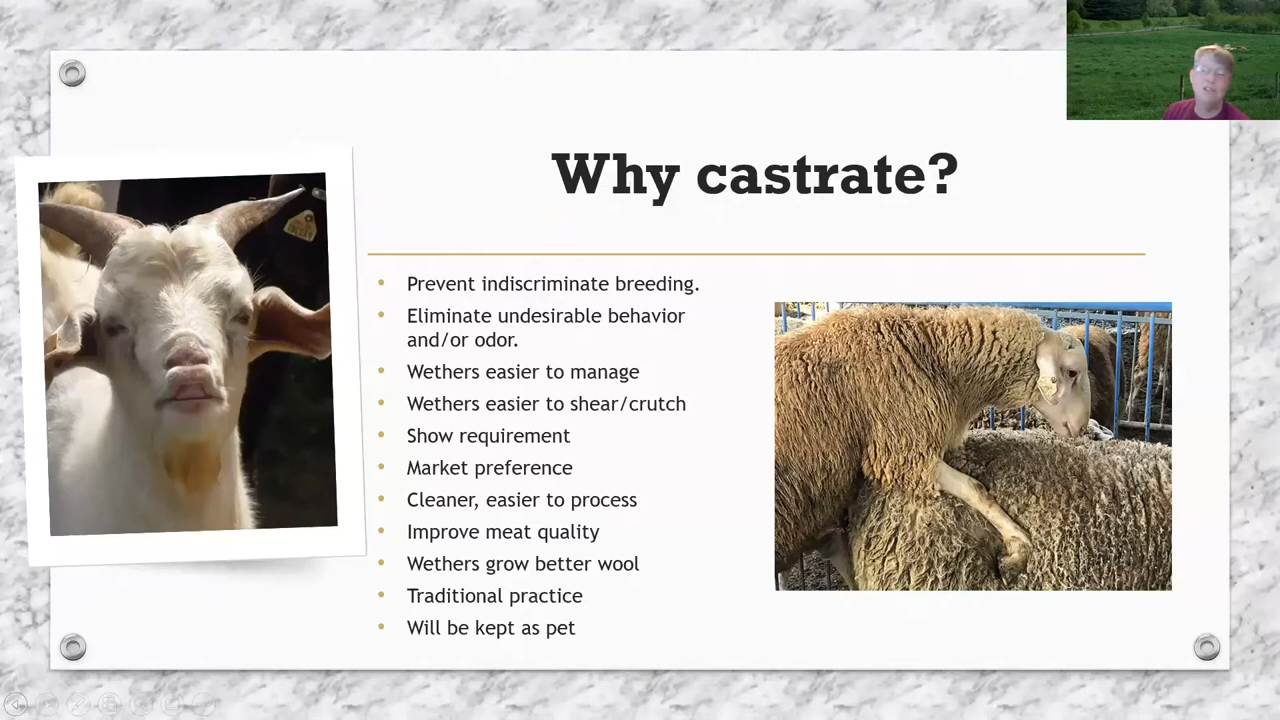 Why castrate?
• Prevent indiscriminate breeding.
• Eliminate undesirable behavior
and/or odor.
• Wethers easier to manage
• Wethers easier to shear/crutch
• Show requirement
• Market preference
• Cleaner, easier to process
• Improve meat quality
• Wethers grow better wool
• Traditional practice
• Will be kept as pet